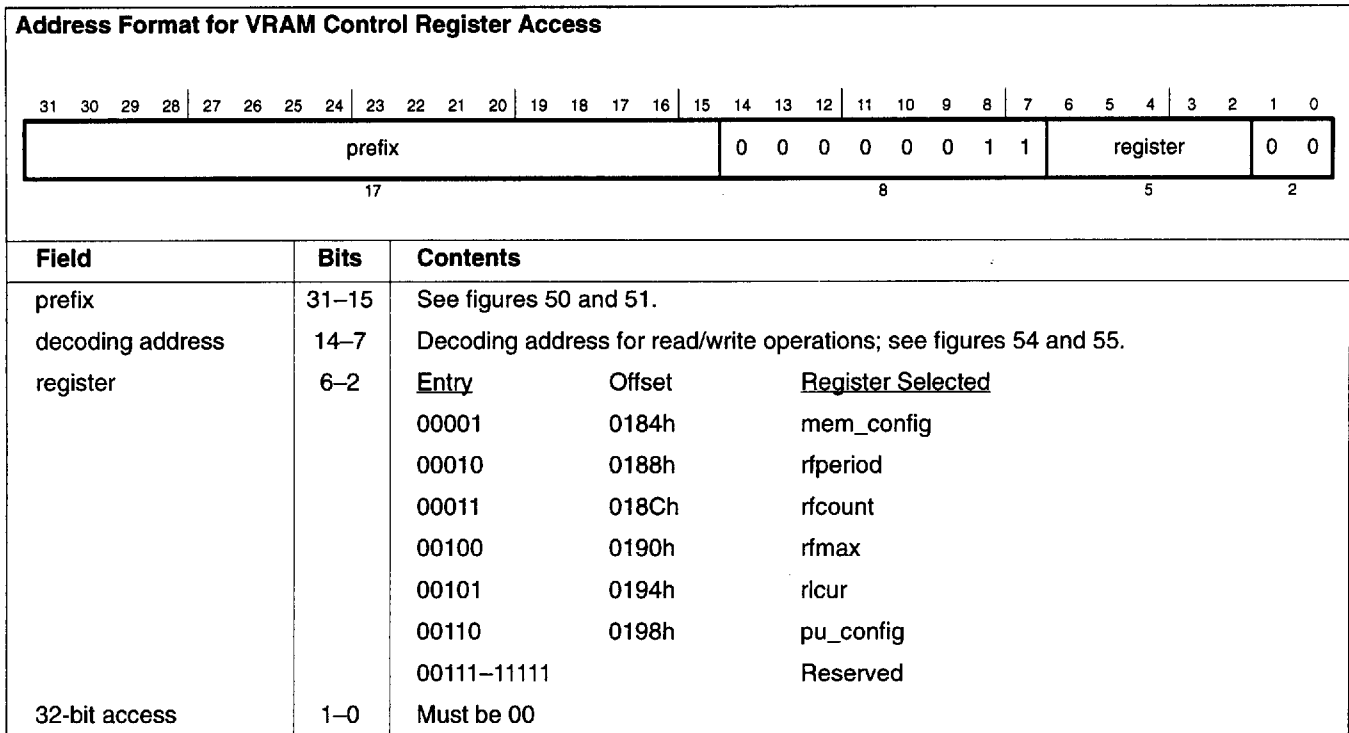 Address Format for VRAM Control Register Access
31 30 29 28 27 26 25 24 23 22 21 20 19 18 17 16 15 14 13 12 11 10 9 8 7 6 5 4 3 2 1 0
prefix 0 0 0 0 0 0 1 1 register 0 0
17 8 5 2
Field Bits Contents
prefix 31–15 See figures 50 and 51.
decoding address 14–7 Decoding address for read/write operations; see figures 54 and 55.
register 6–2 Entry Offset Register Selected
00001 0184h mem_config
00010 0188h rfperiod
00011 018Ch rfcount
00100 0190h rfmax
00101 0194h rlcur
00110 0198h pu_config
00111–11111 Reserved
32-bit access 1–0 Must be 00